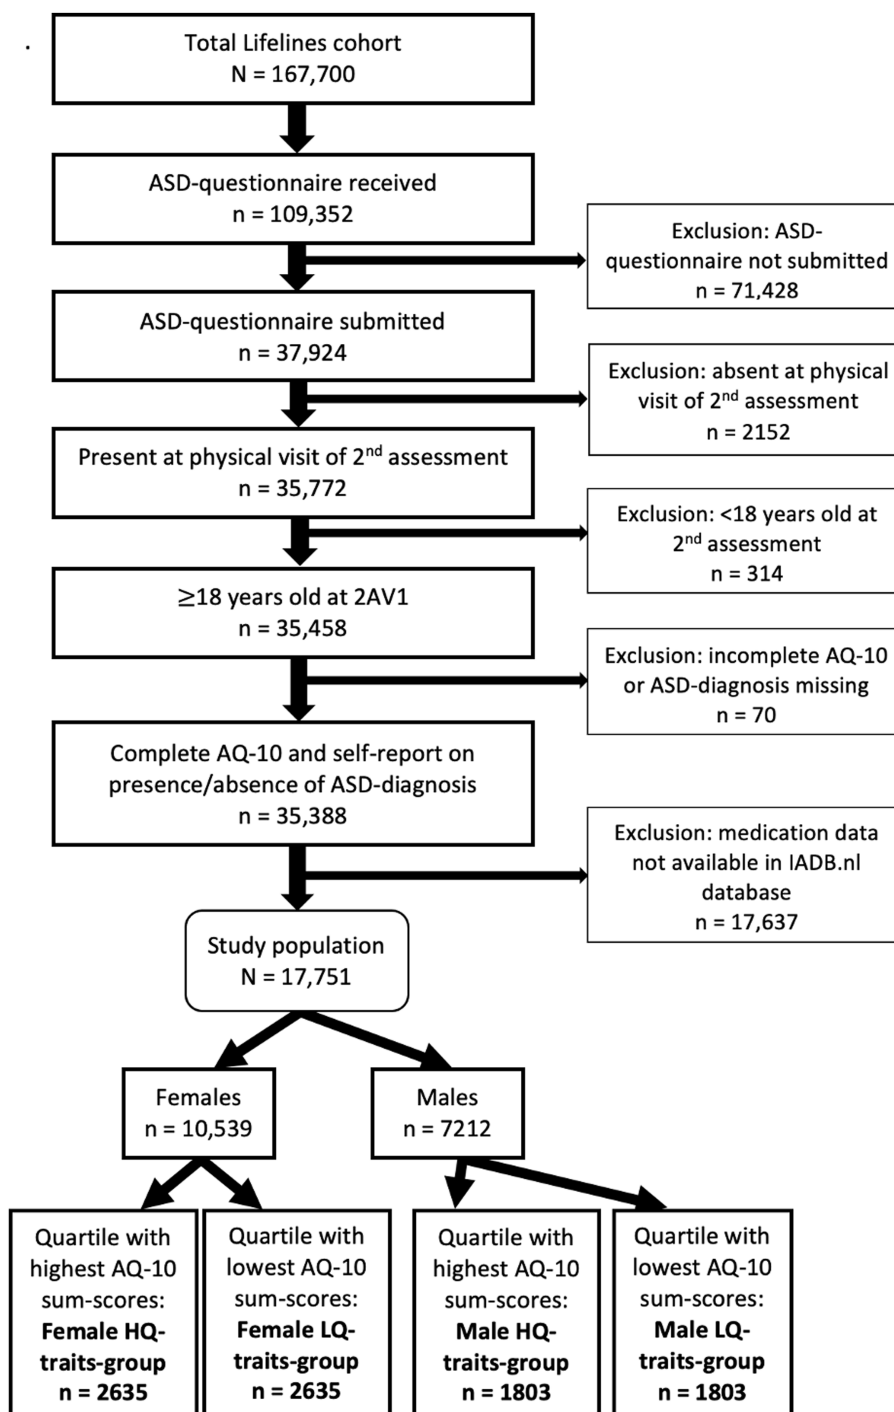 Total Lifelines cohort
N = 167,700
ASD-questionnaire received
n = 109,352
Exclusion: ASD-
questionnaire not submitted
n = 71,428
ASD-questionnaire submitted
n = 37,924
Exclusion: absent at physical
visit of 2nd assessment
n = 2152
Present at physical visit of 2nd assessment
n = 35,772
Exclusion: <18 years old at
2nd assessment
n = 314
≥18 years old at 2AV1
n = 35,458
Exclusion: incomplete AQ-10
or ASD-diagnosis missing
n = 70
Complete AQ-10 and self-report on
presence/absence of ASD-diagnosis
n = 35,388
Exclusion: medication data
not available in IADB.nl
database
n = 17,637
Study population
N = 17,751
Females
n = 10,539
Males
n = 7212
Quartile with
highest AQ-10
sum-scores:
Female HQ-
traits-group
n = 2635
Quartile with
lowest AQ-10
sum-scores:
Female LQ-
traits-group
n = 2635
Quartile with
highest AQ-10
sum-scores:
Male HQ-
traits-group
n = 1803
Quartile with
lowest AQ-10
sum-scores:
Male LQ-
traits-group
n = 1803